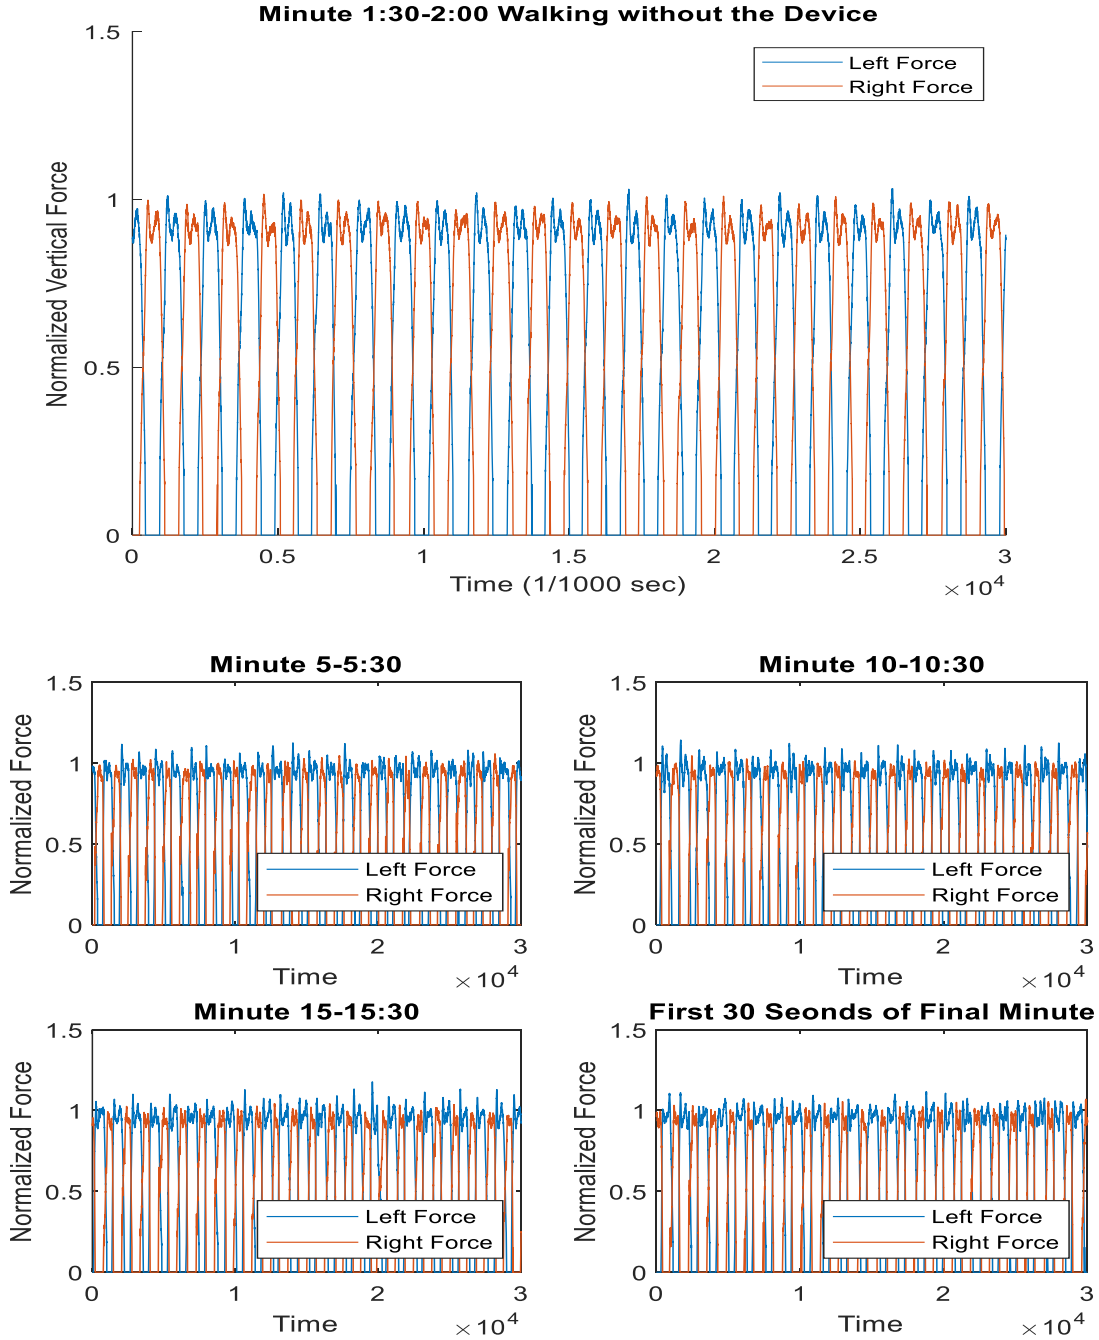 Minute 1:30-2:00 Walking without the Device
1.5
Left Force
Right Force
1
Normalized Vertical Force
0.5
0
0 0.5 1 1.5 2 2.5 3
Time (1/1000 sec)
×10^4
Minute 5-5:30
1.5
1
Normalized Force
0.5
Left Force
Right Force
0
0 1 2 3
Time
×10^4
Minute 10-10:30
1.5
1
Normalized Force
0.5
Left Force
Right Force
0
0 1 2 3
Time
×10^4
Minute 15-15:30
1.5
1
Normalized Force
0.5
Left Force
Right Force
0
0 1 2 3
Time
×10^4
First 30 Seonds of Final Minute
1.5
1
Normalized Force
0.5
Left Force
Right Force
0
0 1 2 3
Time
×10^4